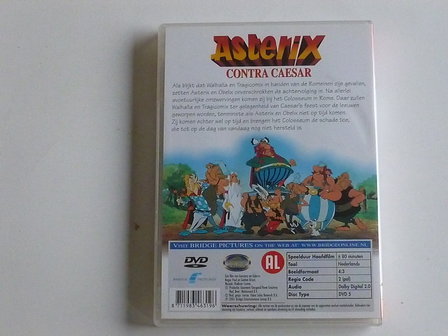 Asterix
CONTRA CAESAR
Als blijkt dat Walhalla en Tragicomix in handen van de Romeinen zijn gevallen,
zetten Asterix en Obelix onverschrokken de achtervolging in. Na allerlei
avontuurlijke omzwervingen komen zij bij het Colosseum in Rome. Daar zullen
Walhalla en Tragicomix ter gelegenheid van Caesar's feest voor de leeuwen
geworpen worden, tenminste als Asterix en Obelix niet op tijd komen.
Zij komen echter wel op tijd en brengen het Colosseum de schade toe,
die tot op de dag van vandaag nog niet hersteld is.
VISIT BRIDGE PICTURES ON THE WEB AT WWW.BRIDGEONLINE.NL
DVD
VIDEO
AL
Speelduur Hoofdfilm ± 80 minuten
Taal Nederlands
Beeldformaat 4:3
Regio Code 2 (pal)
Audio Dolby Digital 2.0
Disc Type DVD 5
Waarschuwing:
8 711983 463196